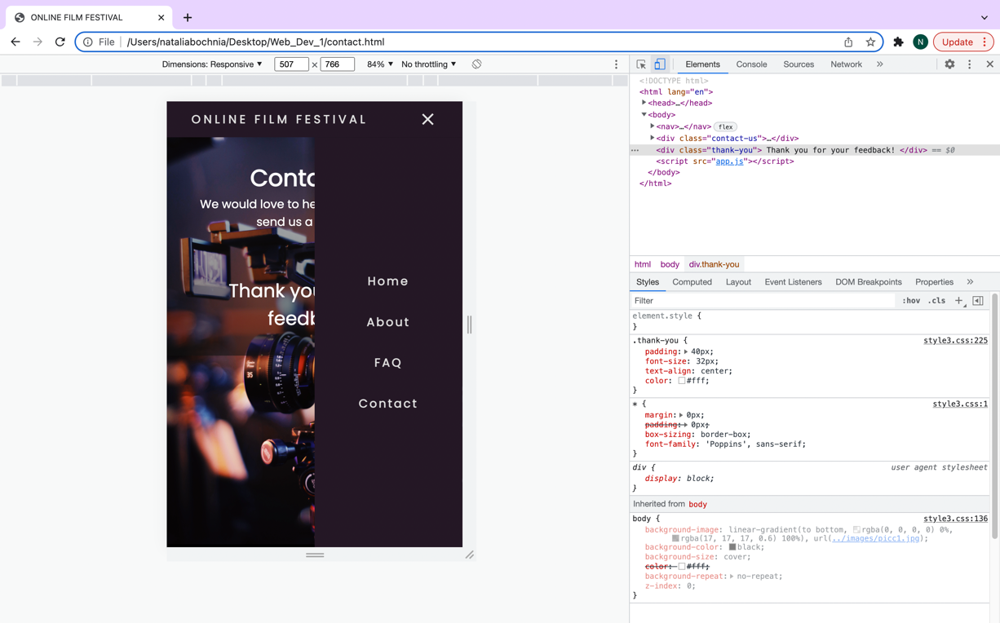 ONLINE FILM FESTIVAL
File
/Users/nataliabochnia/Desktop/Web_Dev_1/contact.html
N
Update
Dimensions: Responsive
507 × 766
84%
No throttling
Elements
Console
Sources
Network
<!DOCTYPE html>
<html lang="en">
<head>…</head>
<body>
<nav>…</nav> flex
<div class="contact-us">…</div>
<div class="thank-you"> Thank you for your feedback! </div> == $0
<script src="app.js"></script>
</body>
</html>
ONLINE FILM FESTIVAL
Conta
We would love to he
send us a
Thank you
feedb
35
Home
About
FAQ
Contact
html body div.thank-you
Styles Computed Layout Event Listeners DOM Breakpoints Properties
Filter
:hov .cls
element.style {
}
.thank-you { style3.css:225
padding: 40px;
font-size: 32px;
text-align: center;
color: #fff;
}
* { style3.css:1
margin: 0px;
padding: 0px;
box-sizing: border-box;
font-family: 'Poppins', sans-serif;
}
div { user agent stylesheet
display: block;
}
Inherited from body
body { style3.css:136
background-image: linear-gradient(to bottom, rgba(0, 0, 0, 0) 0%,
rgba(17, 17, 17, 0.6) 100%), url(../images/picc1.jpg);
background-color: black;
background-size: cover;
color: #fff;
background-repeat: no-repeat;
z-index: 0;
}